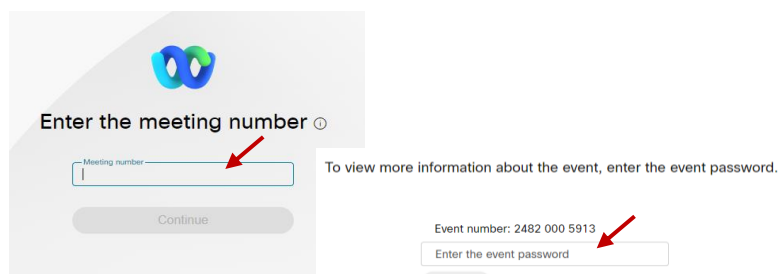 Enter the meeting number
Meeting number
Continue
To view more information about the event, enter the event password.
Event number: 2482 000 5913
Enter the event password